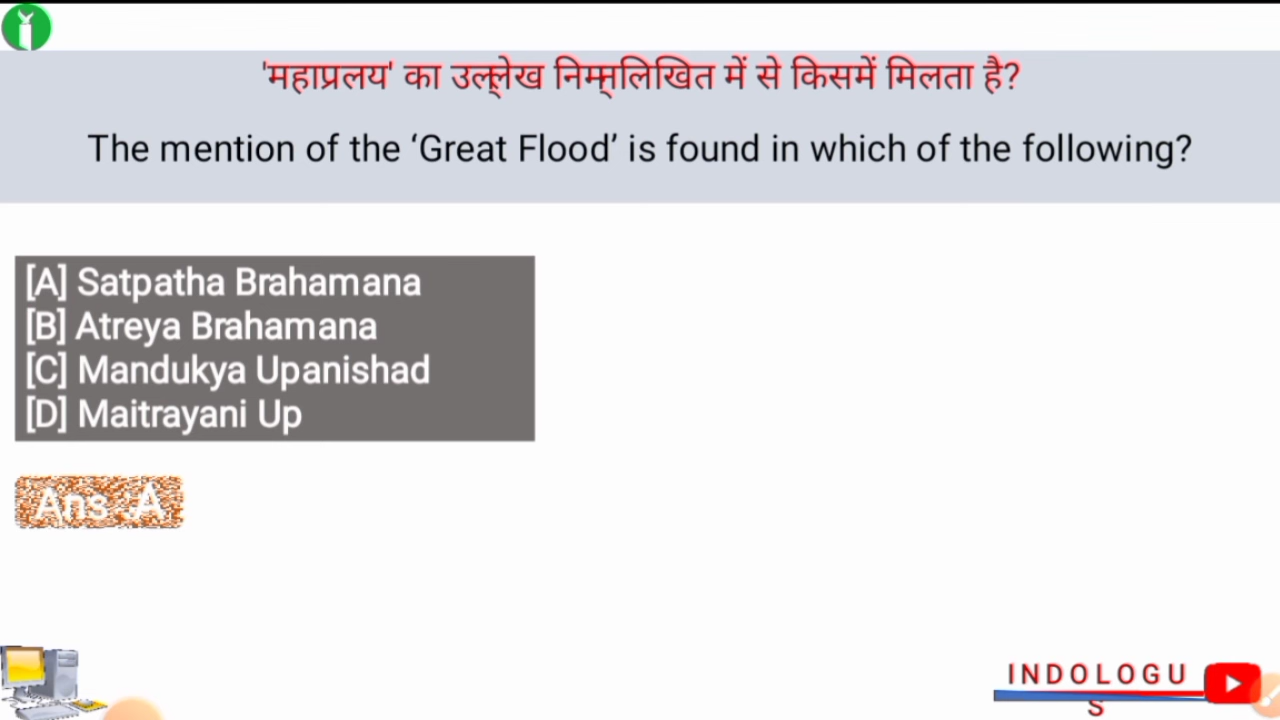 'महाप्रलय' का उल्लेख निम्मलिखित में से किसमें मिलता है?
The mention of the ‘Great Flood’ is found in which of the following?
[A] Satpatha Brahamana
[B] Atreya Brahamana
[C] Mandukya Upanishad
[D] Maitrayani Up
Ans :A
INDOLOGU
S